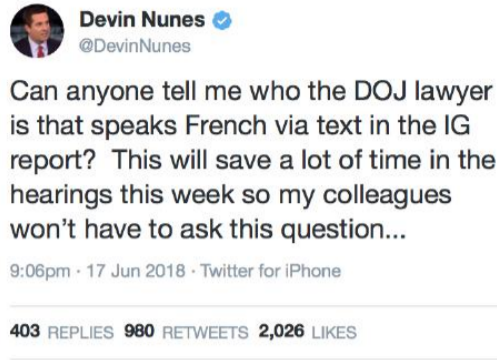 Devin Nunes
@DevinNunes
Can anyone tell me who the DOJ lawyer
is that speaks French via text in the IG
report?  This will save a lot of time in the
hearings this week so my colleagues
won't have to ask this question...
9:06pm · 17 Jun 2018 · Twitter for iPhone
403 REPLIES 980 RETWEETS 2,026 LIKES